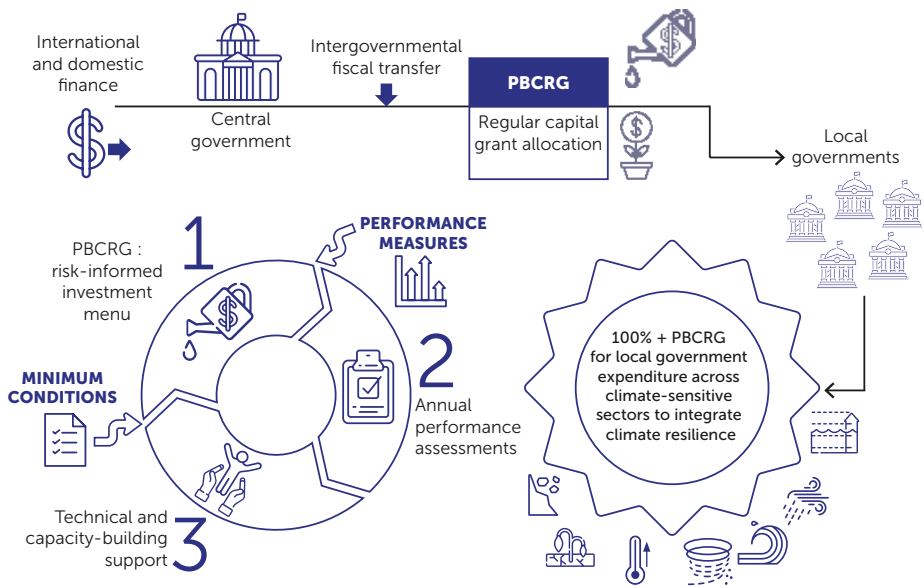 International
and domestic
finance
Central
government
Intergovernmental
fiscal transfer
PBCRG
Regular capital
grant allocation
Local
governments
1
PBCRG :
risk-informed
investment
menu
PERFORMANCE
MEASURES
2
Annual
performance
assessments
MINIMUM
CONDITIONS
3
Technical and
capacity-building
support
100% + PBCRG
for local government
expenditure across
climate-sensitive
sectors to integrate
climate resilience